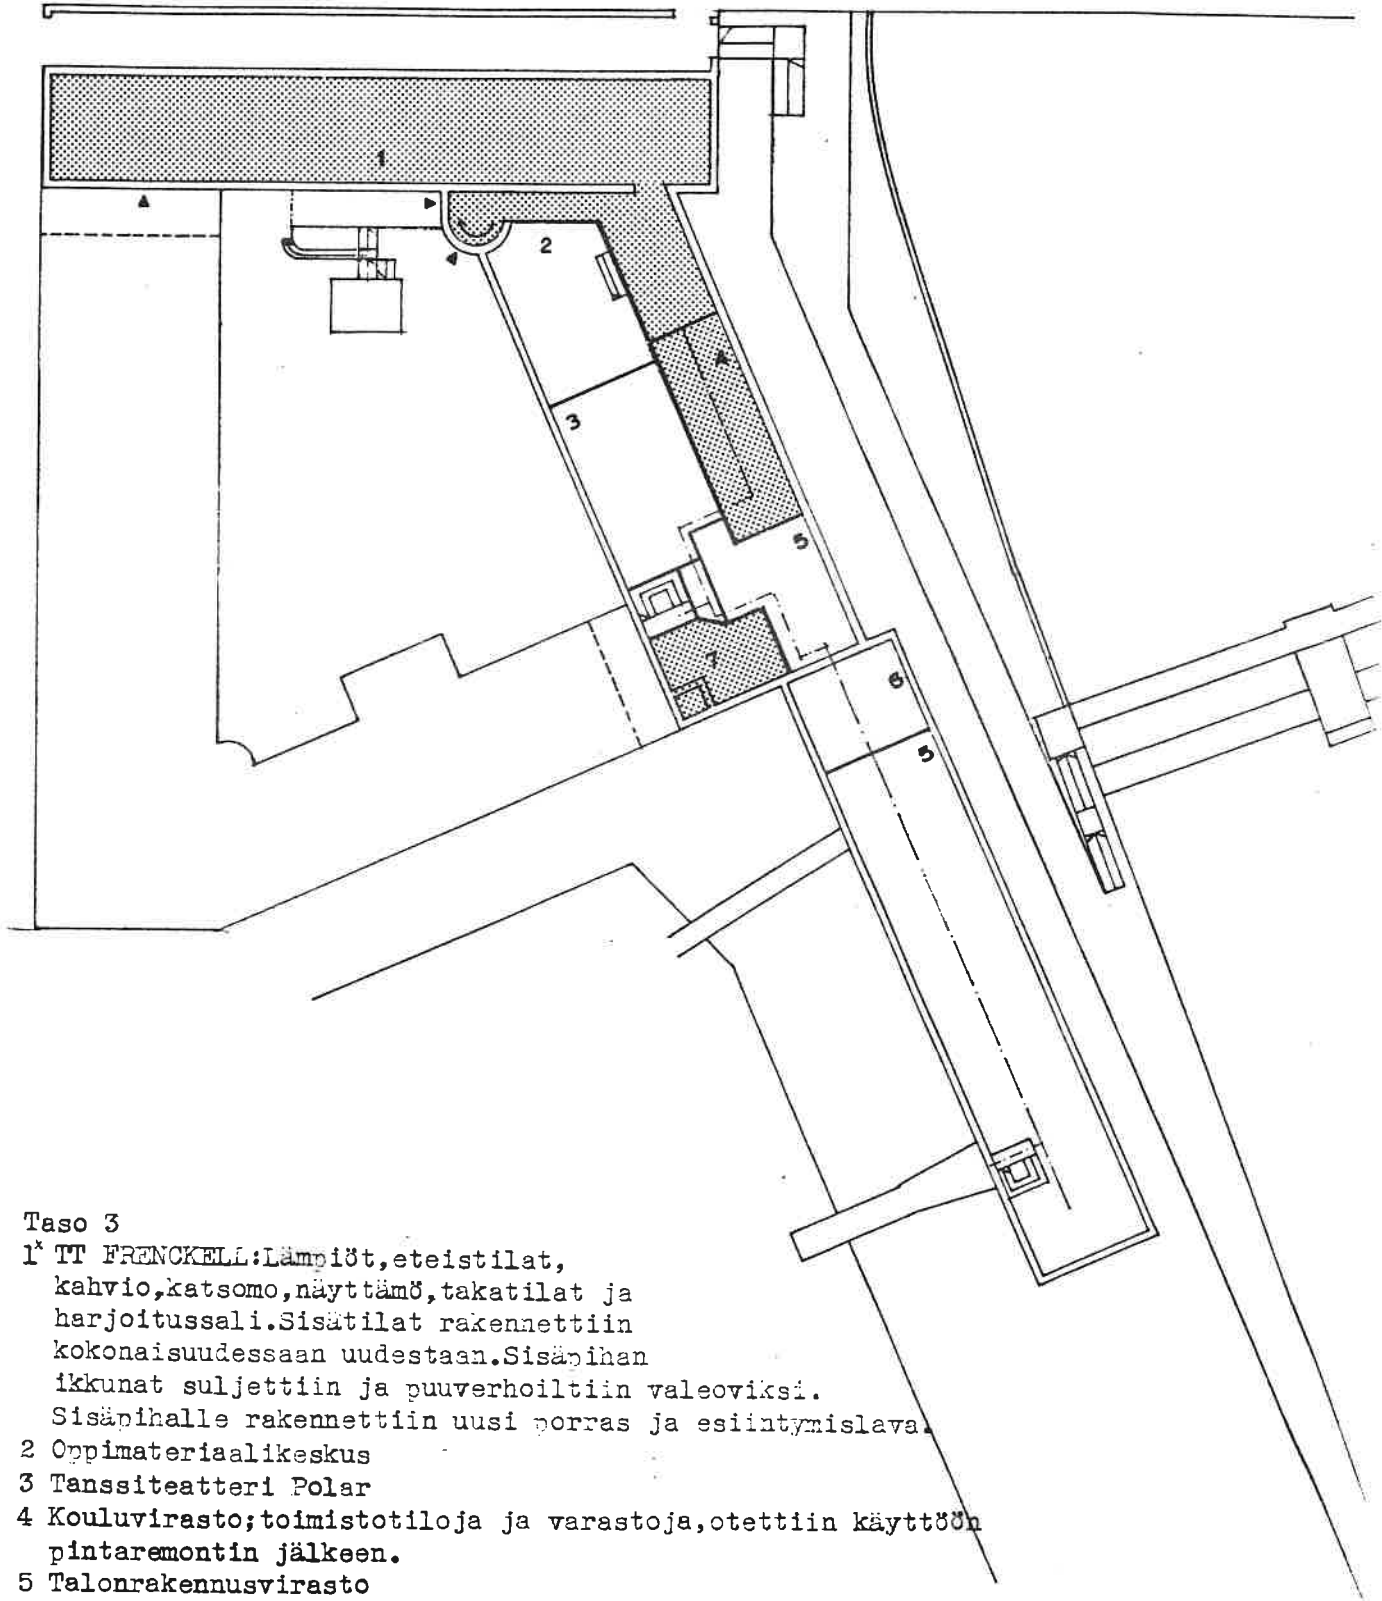 1
2
3
4
5
7
6
5
Taso 3
1ˣ TT FRENCKELL:Lämpiöt,eteistilat,
kahvio,katsomo,näyttämö,takatilat ja
harjoitussali.Sisätilat rakennettiin
kokonaisuudessaan uudestaan.Sisäpihan
ikkunat suljettiin ja puuverhoiltiin valeoviksi.
Sisäpihalle rakennettiin uusi porras ja esiintymislava.
2 Oppimateriaalikeskus
3 Tanssiteatteri Polar
4 Kouluvirasto;toimistotiloja ja varastoja,otettiin käyttöön
pintaremontin jälkeen.
5 Talonrakennusvirasto